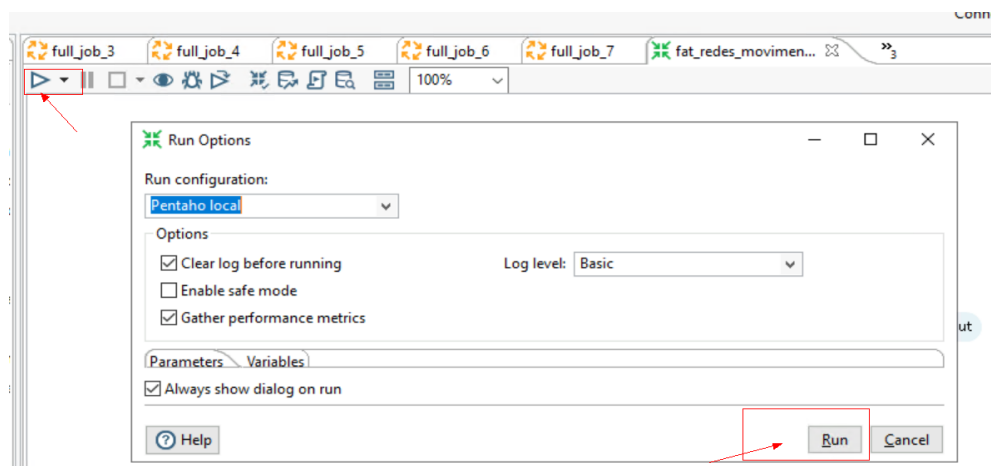 Conn
full_job_3 full_job_4 full_job_5 full_job_6 full_job_7 fat_redes_movimen... »3
100%
Run Options
Run configuration:
Pentaho local
Options
Clear log before running Log level: Basic
Enable safe mode
Gather performance metrics
ut
Parameters Variables
Always show dialog on run
Help Run Cancel